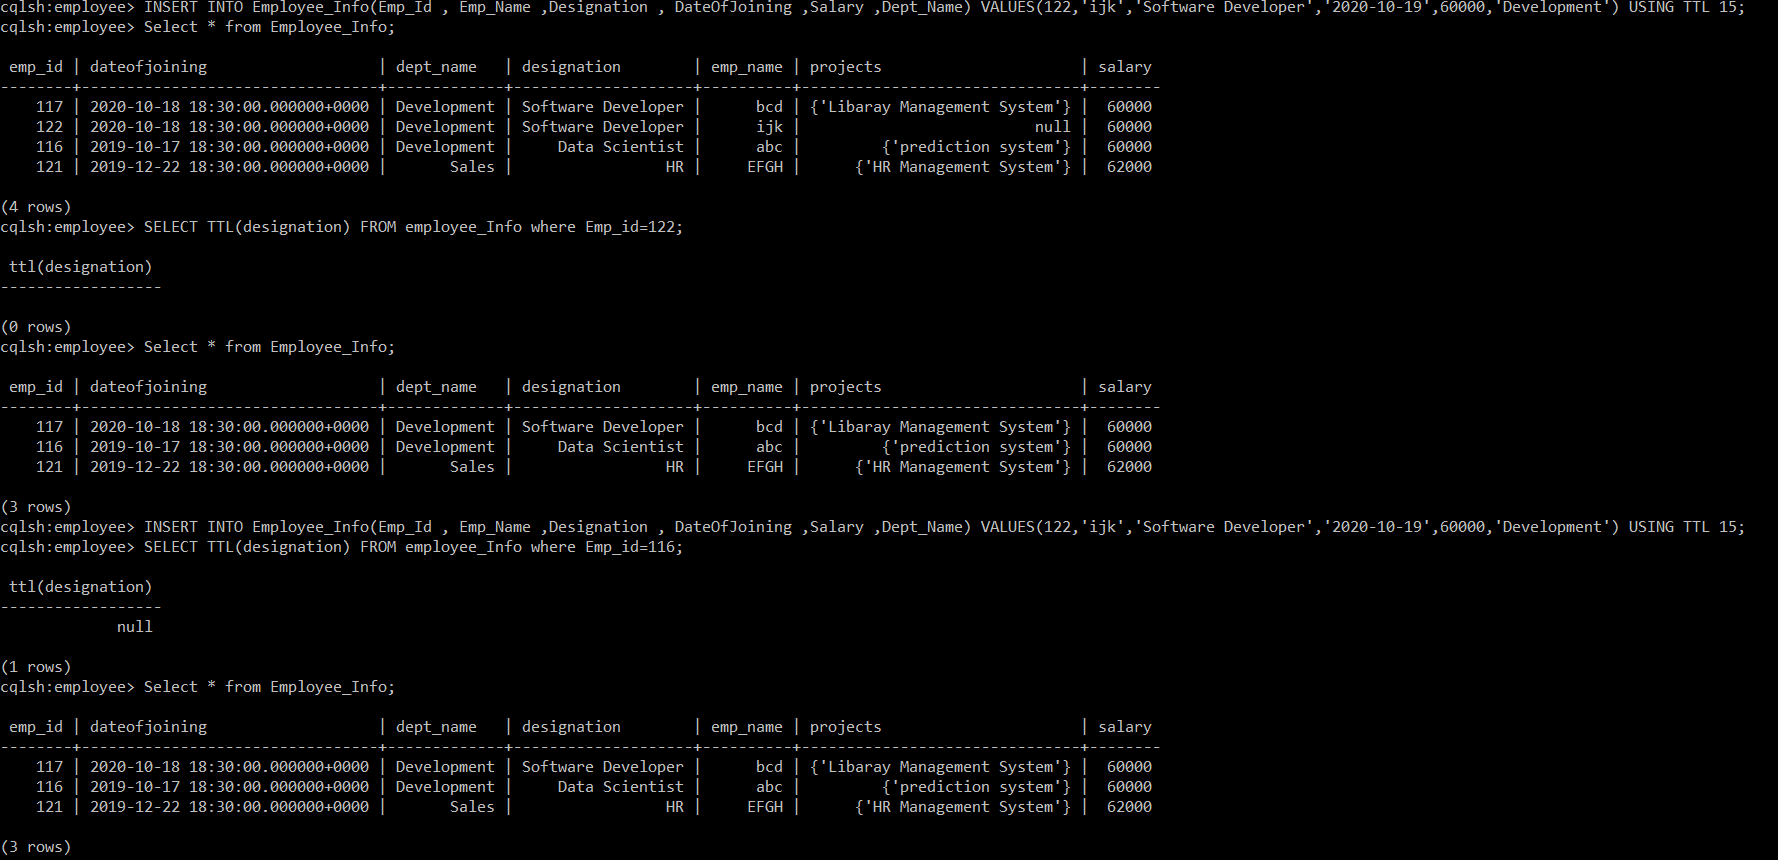 cqlsh:employee> INSERT INTO Employee_Info(Emp_Id , Emp_Name ,Designation , DateOfJoining ,Salary ,Dept_Name) VALUES(122,'ijk','Software Developer','2020-10-19',60000,'Development') USING TTL 15;
cqlsh:employee> Select * from Employee_Info;
 emp_id | dateofjoining                   | dept_name   | designation        | emp_name | projects                      | salary
--------+---------------------------------+-------------+--------------------+----------+-------------------------------+--------
    117 | 2020-10-18 18:30:00.000000+0000 | Development | Software Developer |      bcd | {'Libaray Management System'} |  60000
    122 | 2020-10-18 18:30:00.000000+0000 | Development | Software Developer |      ijk |                          null |  60000
    116 | 2019-10-17 18:30:00.000000+0000 | Development |     Data Scientist |      abc |         {'prediction system'} |  60000
    121 | 2019-12-22 18:30:00.000000+0000 |       Sales |                 HR |     EFGH |      {'HR Management System'} |  62000
(4 rows)
cqlsh:employee> SELECT TTL(designation) FROM employee_Info where Emp_id=122;
 ttl(designation)
------------------
(0 rows)
cqlsh:employee> Select * from Employee_Info;
 emp_id | dateofjoining                   | dept_name   | designation        | emp_name | projects                      | salary
--------+---------------------------------+-------------+--------------------+----------+-------------------------------+--------
    117 | 2020-10-18 18:30:00.000000+0000 | Development | Software Developer |      bcd | {'Libaray Management System'} |  60000
    116 | 2019-10-17 18:30:00.000000+0000 | Development |     Data Scientist |      abc |         {'prediction system'} |  60000
    121 | 2019-12-22 18:30:00.000000+0000 |       Sales |                 HR |     EFGH |      {'HR Management System'} |  62000
(3 rows)
cqlsh:employee> INSERT INTO Employee_Info(Emp_Id , Emp_Name ,Designation , DateOfJoining ,Salary ,Dept_Name) VALUES(122,'ijk','Software Developer','2020-10-19',60000,'Development') USING TTL 15;
cqlsh:employee> SELECT TTL(designation) FROM employee_Info where Emp_id=116;
 ttl(designation)
------------------
             null
(1 rows)
cqlsh:employee> Select * from Employee_Info;
 emp_id | dateofjoining                   | dept_name   | designation        | emp_name | projects                      | salary
--------+---------------------------------+-------------+--------------------+----------+-------------------------------+--------
    117 | 2020-10-18 18:30:00.000000+0000 | Development | Software Developer |      bcd | {'Libaray Management System'} |  60000
    116 | 2019-10-17 18:30:00.000000+0000 | Development |     Data Scientist |      abc |         {'prediction system'} |  60000
    121 | 2019-12-22 18:30:00.000000+0000 |       Sales |                 HR |     EFGH |      {'HR Management System'} |  62000
(3 rows)